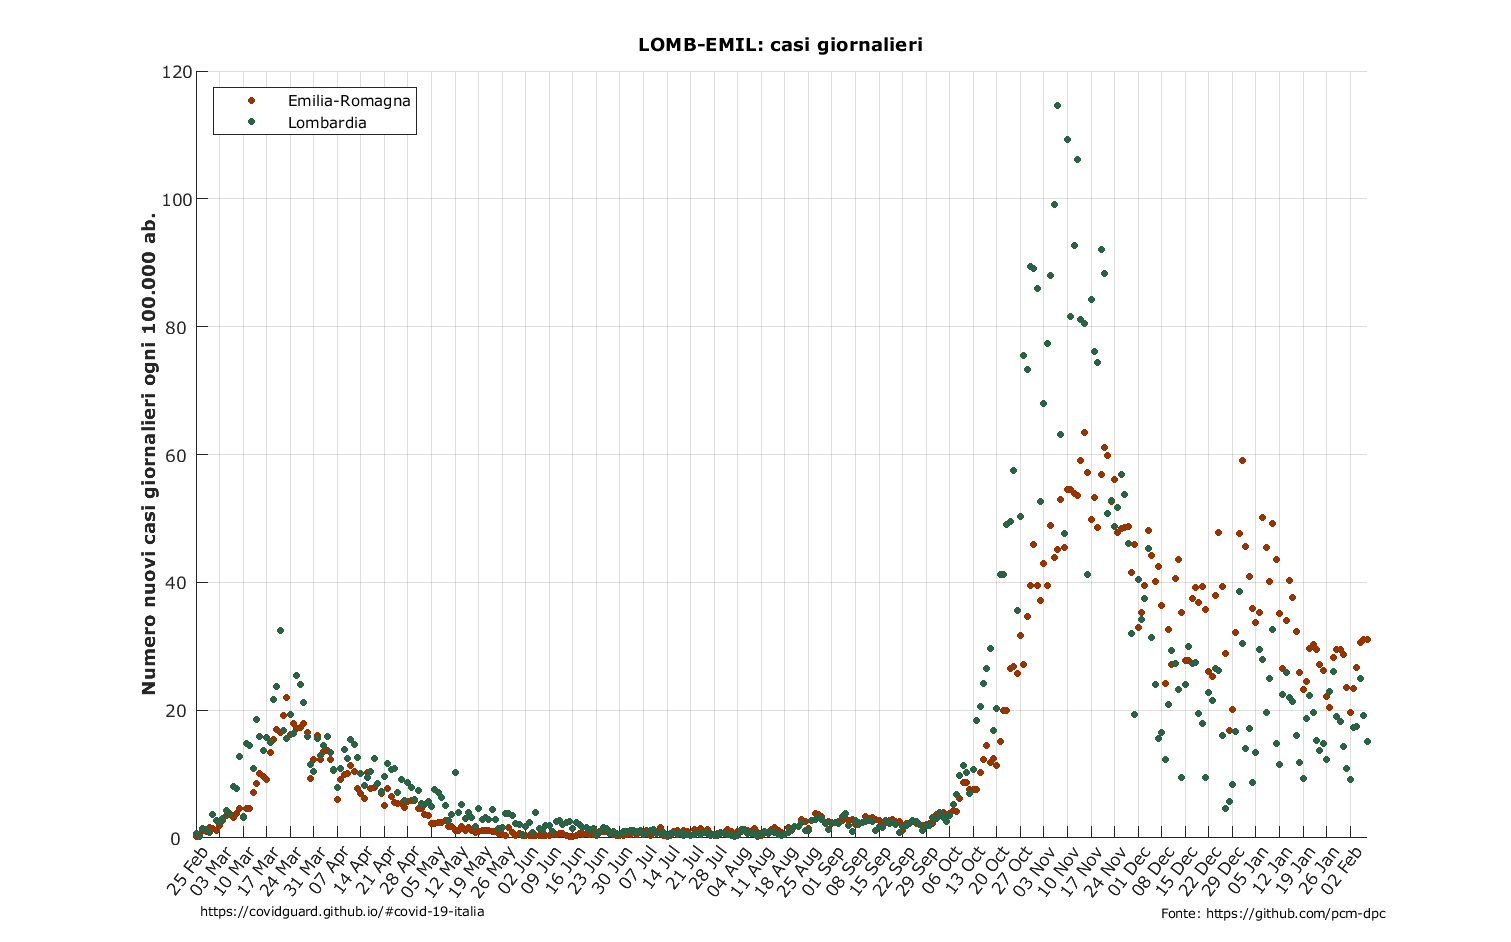 LOMB-EMIL: casi giornalieri
Numero nuovi casi giornalieri ogni 100.000 ab.
120
100
80
60
40
20
0
Emilia-Romagna
Lombardia
25 Feb
03 Mar
10 Mar
17 Mar
24 Mar
31 Mar
07 Apr
14 Apr
21 Apr
28 Apr
05 May
12 May
19 May
26 May
02 Jun
09 Jun
16 Jun
23 Jun
30 Jun
07 Jul
14 Jul
21 Jul
28 Jul
04 Aug
11 Aug
18 Aug
25 Aug
01 Sep
08 Sep
15 Sep
22 Sep
29 Sep
06 Oct
13 Oct
20 Oct
27 Oct
03 Nov
10 Nov
17 Nov
24 Nov
01 Dec
08 Dec
15 Dec
22 Dec
29 Dec
05 Jan
12 Jan
19 Jan
26 Jan
02 Feb
https://covidguard.github.io/#covid-19-italia
Fonte: https://github.com/pcm-dpc